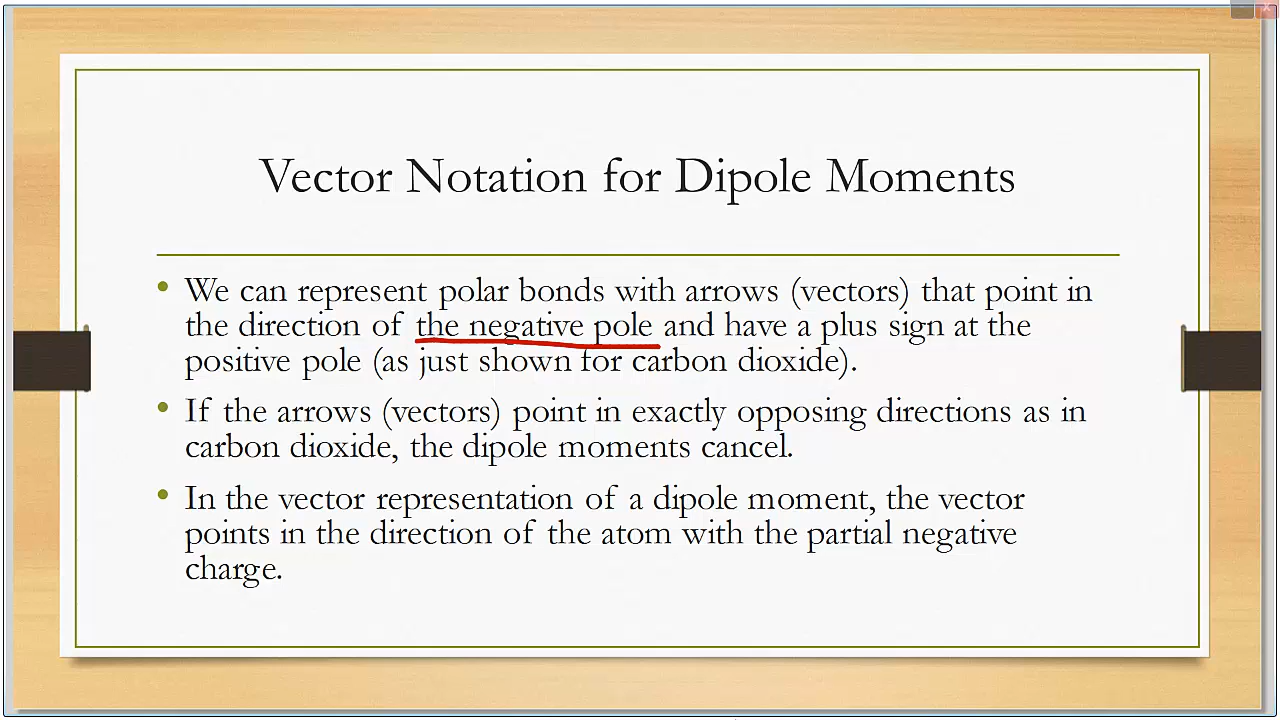 Vector Notation for Dipole Moments
• We can represent polar bonds with arrows (vectors) that point in
the direction of the negative pole and have a plus sign at the
positive pole (as just shown for carbon dioxide).
• If the arrows (vectors) point in exactly opposing directions as in
carbon dioxide, the dipole moments cancel.
• In the vector representation of a dipole moment, the vector
points in the direction of the atom with the partial negative
charge.